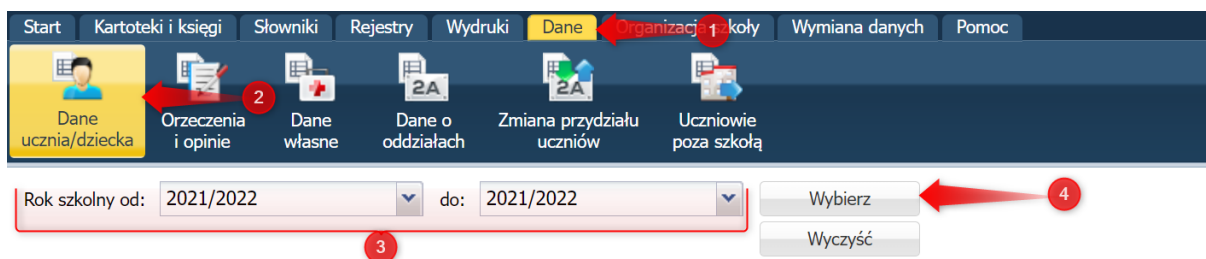 Start Kartoteki i księgi Słowniki Rejestry Wydruki Dane Organizacja szkoły Wymiana danych Pomoc
1
2A 2A
2
Dane Orzeczenia Dane Dane o Zmiana przydziału Uczniowie
ucznia/dziecka i opinie własne oddziałach uczniów poza szkołą
Rok szkolny od: 2021/2022 do: 2021/2022 Wybierz 4
Wyczyść
3